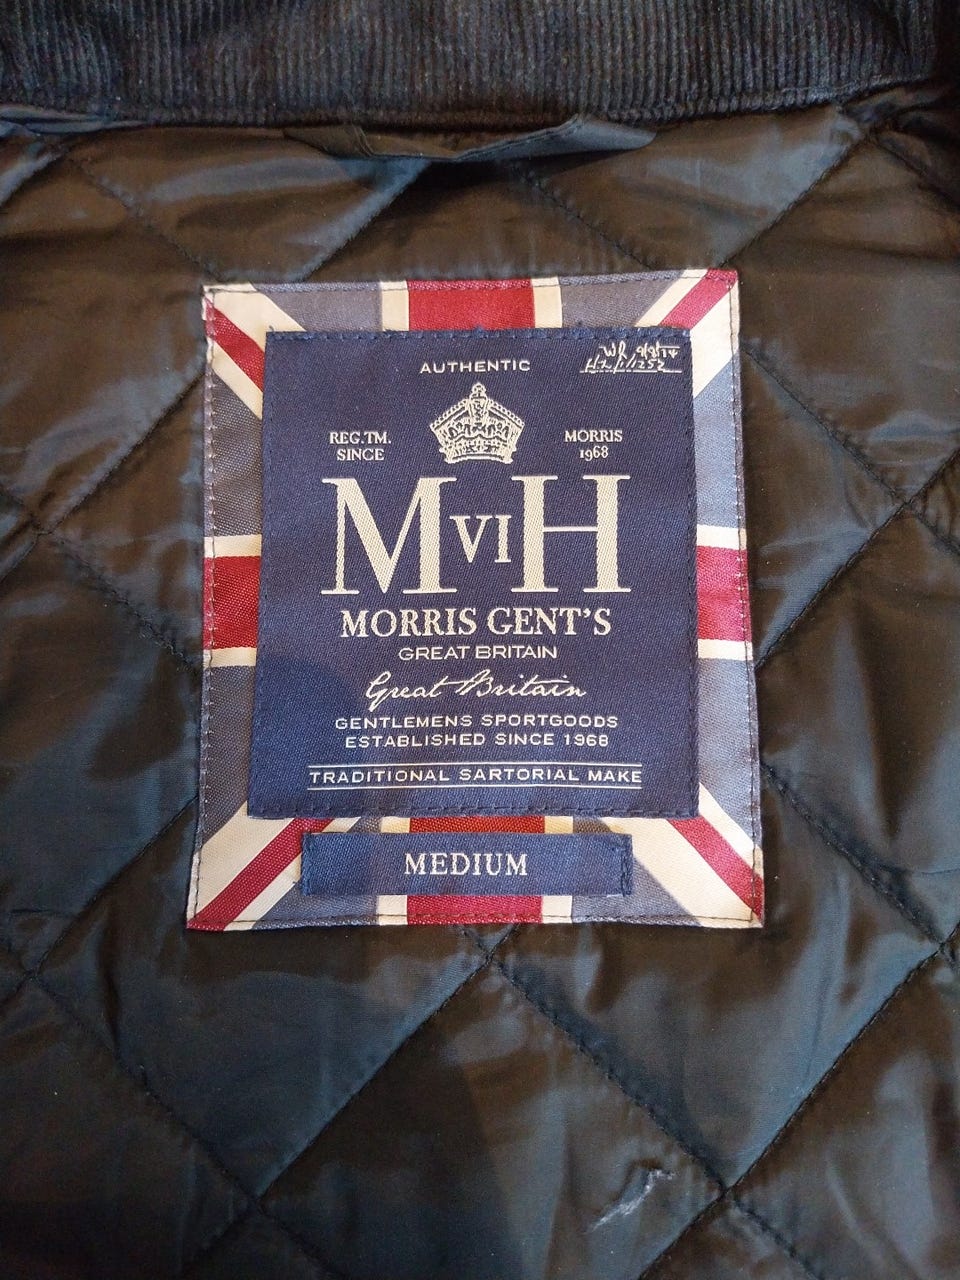 AUTHENTIC
REG.TM.
SINCE
MORRIS
1968
MVIH
MORRIS GENT'S
GREAT BRITAIN
Great Britain
GENTLEMENS SPORTGOODS
ESTABLISHED SINCE 1968
TRADITIONAL SARTORIAL MAKE
MEDIUM